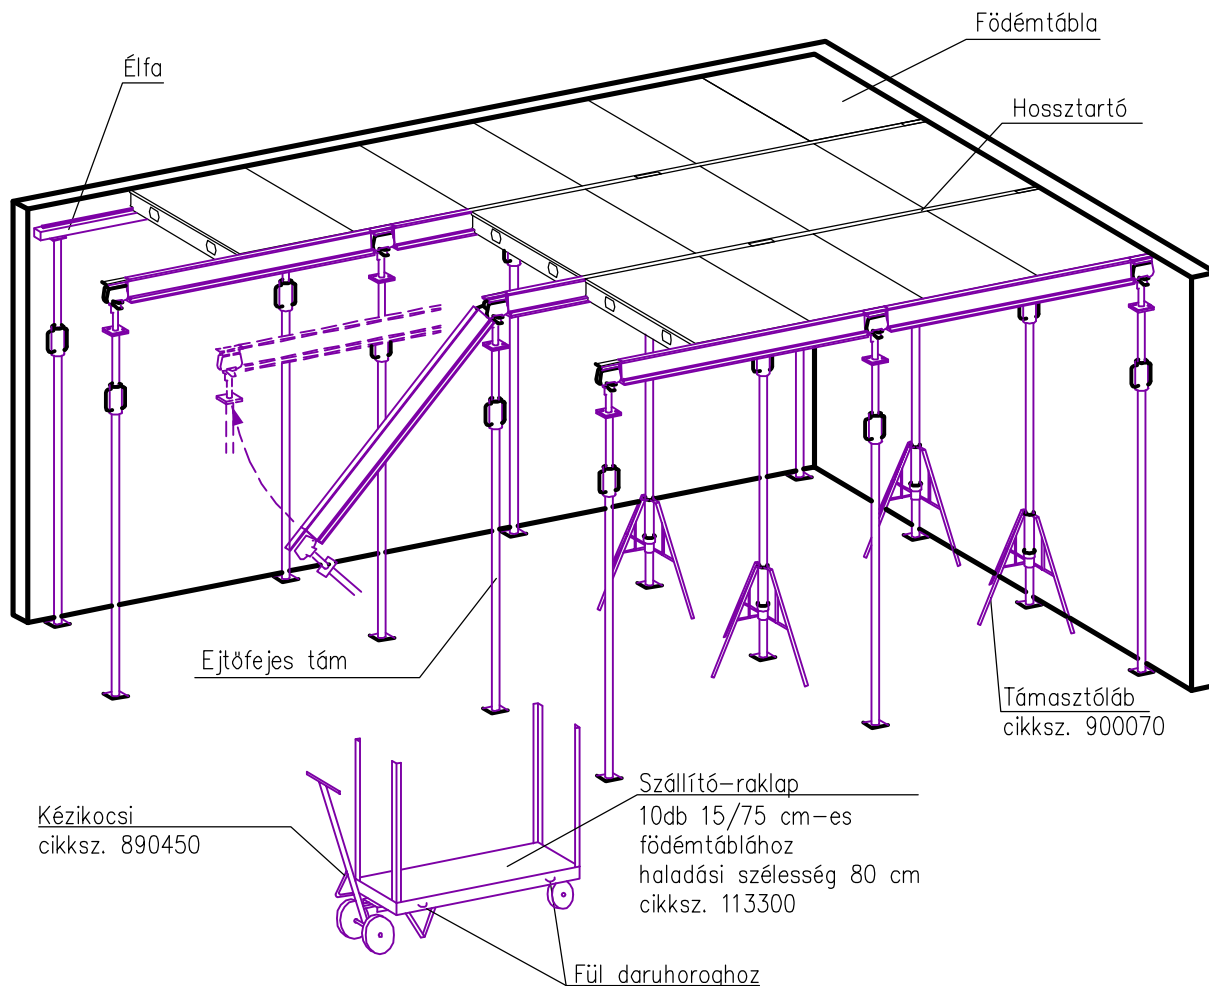 Födémtábla
Élfa
Hossztartó
Ejtőfejes tám
Támasztóláb
cikksz. 900070
Kézikocsi
cikksz. 890450
Szállító-raklap
10db 15/75 cm-es
födémtáblához
haladási szélesség 80 cm
cikksz. 113300
Fül daruhoroghoz